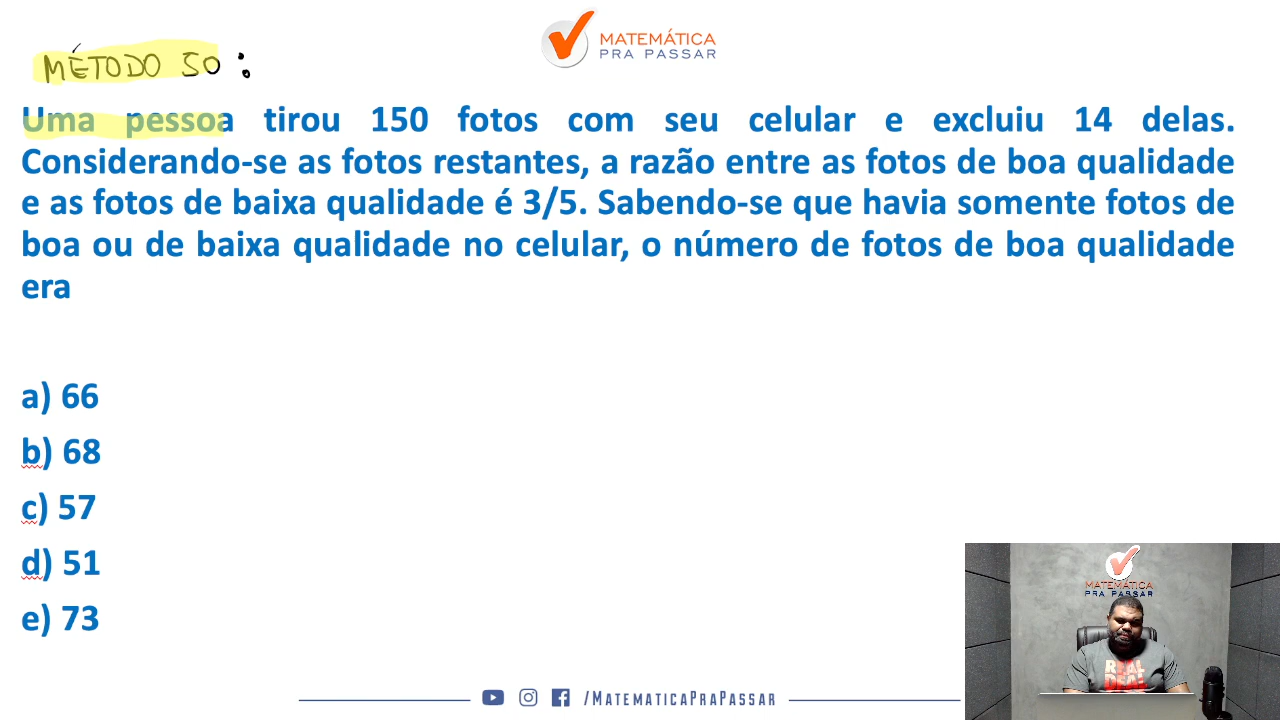 MATEMÁTICA
PRA PASSAR
MÉTODO 50 :
Uma pessoa tirou 150 fotos com seu celular e excluiu 14 delas.
Considerando-se as fotos restantes, a razão entre as fotos de boa qualidade
e as fotos de baixa qualidade é 3/5. Sabendo-se que havia somente fotos de
boa ou de baixa qualidade no celular, o número de fotos de boa qualidade
era
a) 66
b) 68
c) 57
d) 51
e) 73
MATEMÁTICA
PRA PASSAR
REAL
DEAL
/MATEMATICAPRAPASSAR